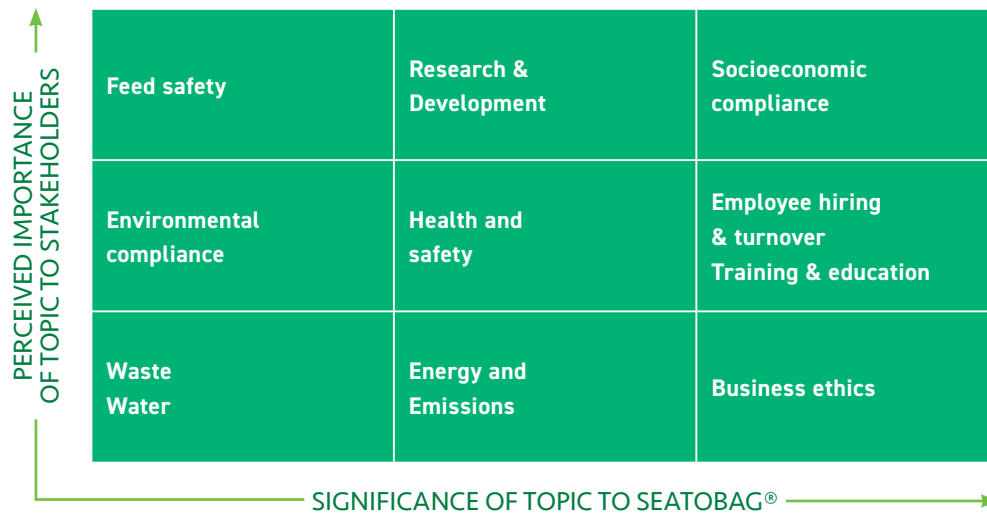 PERCEIVED IMPORTANCE
OF TOPIC TO STAKEHOLDERS
Feed safety
Research &
Development
Socioeconomic
compliance
Environmental
compliance
Health and
safety
Employee hiring
& turnover
Training & education
Waste
Water
Energy and
Emissions
Business ethics
SIGNIFICANCE OF TOPIC TO SEATOBAG®